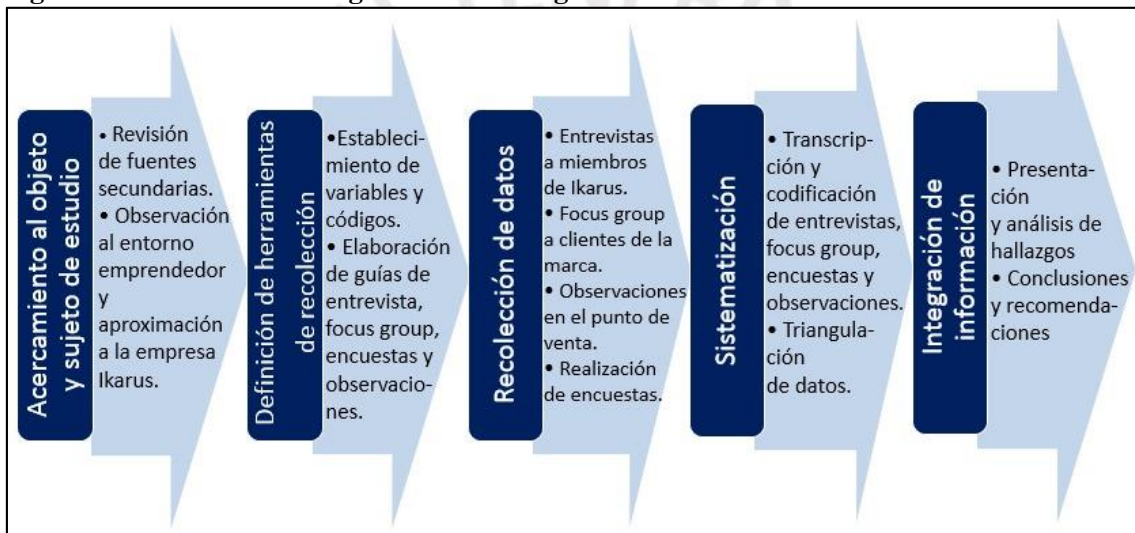 Acercamiento al objeto
y sujeto de estudio
• Revisión
de fuentes
secundarias.
• Observación
al entorno
emprendedor
y
aproximación
a la empresa
Ikarus.
Definición de herramientas
de recolección
•Estableci-
miento de
variables y
códigos.
• Elaboración
de guías de
entrevista,
focus group,
encuestas y
observacio-
nes.
Recolección de datos
• Entrevistas
a miembros
de Ikarus.
• Focus group
a clientes de la
marca.
• Observaciones
en el punto de
venta.
• Realización
de encuestas.
Sistematización
• Transcrip-
ción y
codificación
de entrevistas,
focus group,
encuestas y
observaciones.
• Triangula-
ción
de datos.
Integración de
información
• Presenta-
ción
y análisis de
hallazgos
• Conclusiones
y recomenda-
ciones